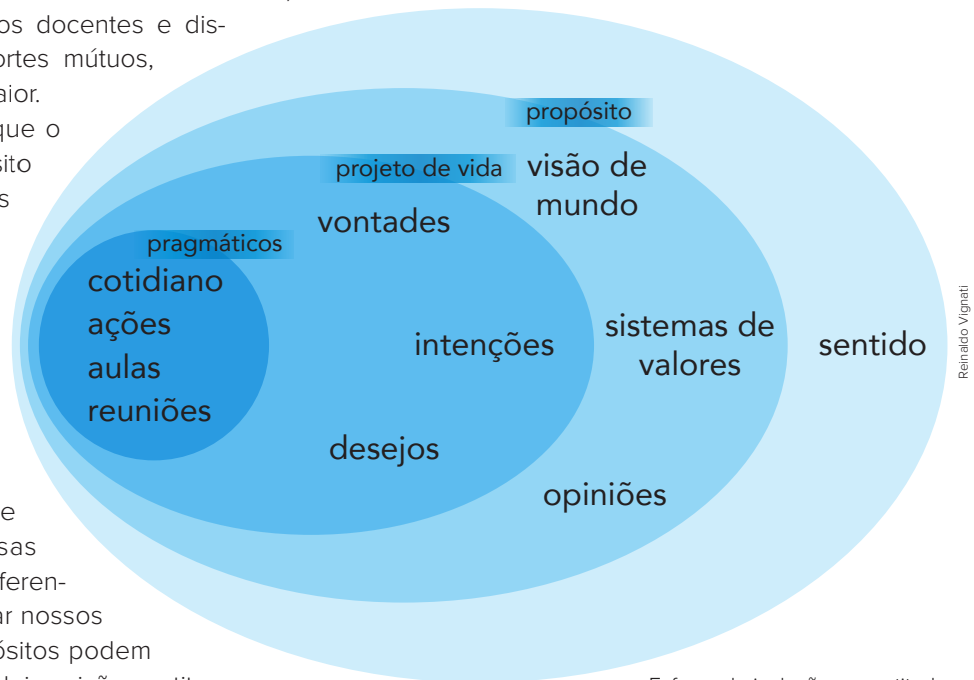 os docentes e dis-
ortes mútuos,
aior.
que o
sito
s
propósito
visão de
mundo
projeto de vida
vontades
pragmáticos
cotidiano
ações
aulas
reuniões
intenções
sistemas de
valores
sentido
desejos
opiniões
Reinaldo Vignati
e
sas
feren-
ar nossos
ósitos podem